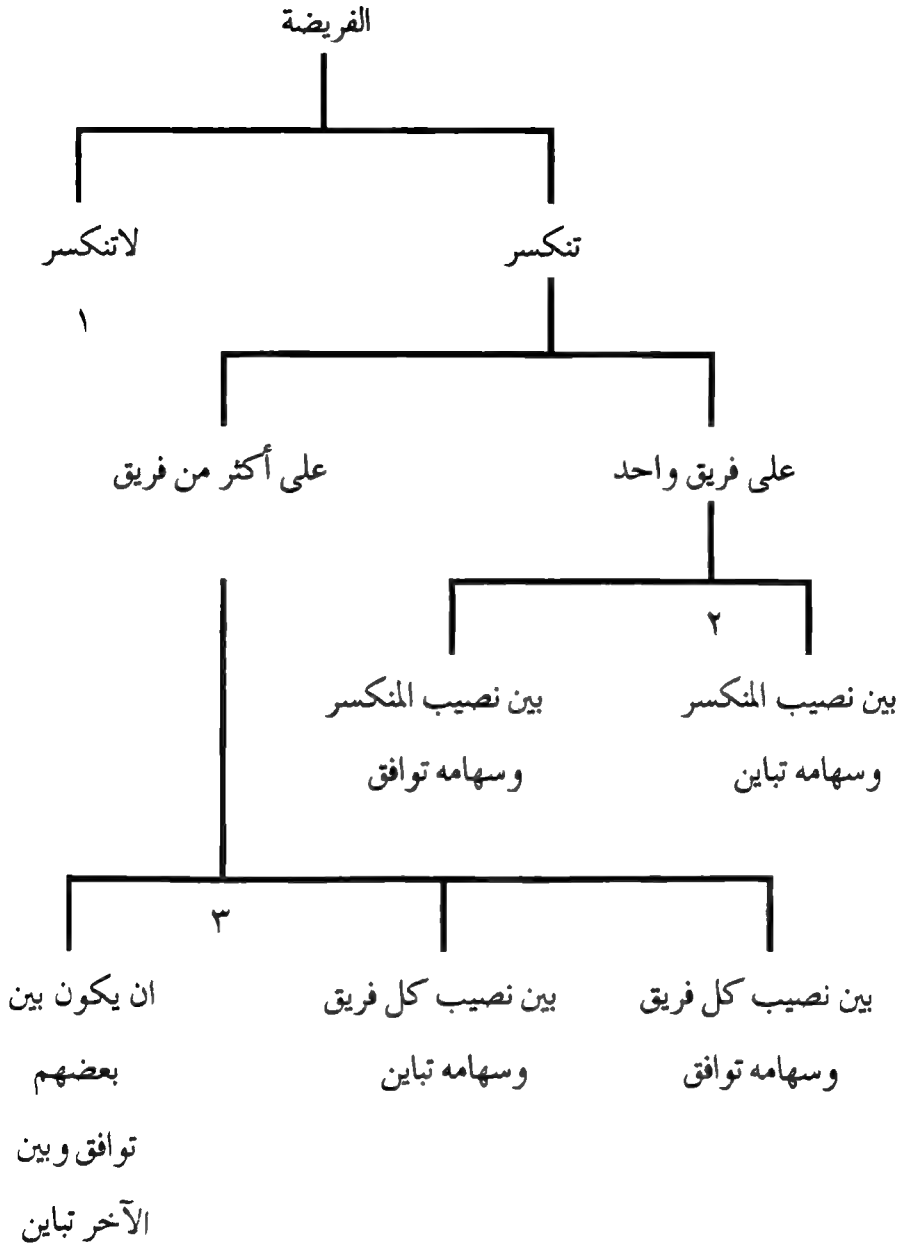 الفريضة
تنكسر
لاتنكسر
١
على فريق واحد
على أكثر من فريق
٢
بين نصيب المنكسر
وسهامه تباين
بين نصيب المنكسر
وسهامه توافق
٣
بين نصيب كل فريق
وسهامه توافق
بين نصيب كل فريق
وسهامه تباين
ان يكون بين
بعضهم
توافق وبين
الآخر تباين